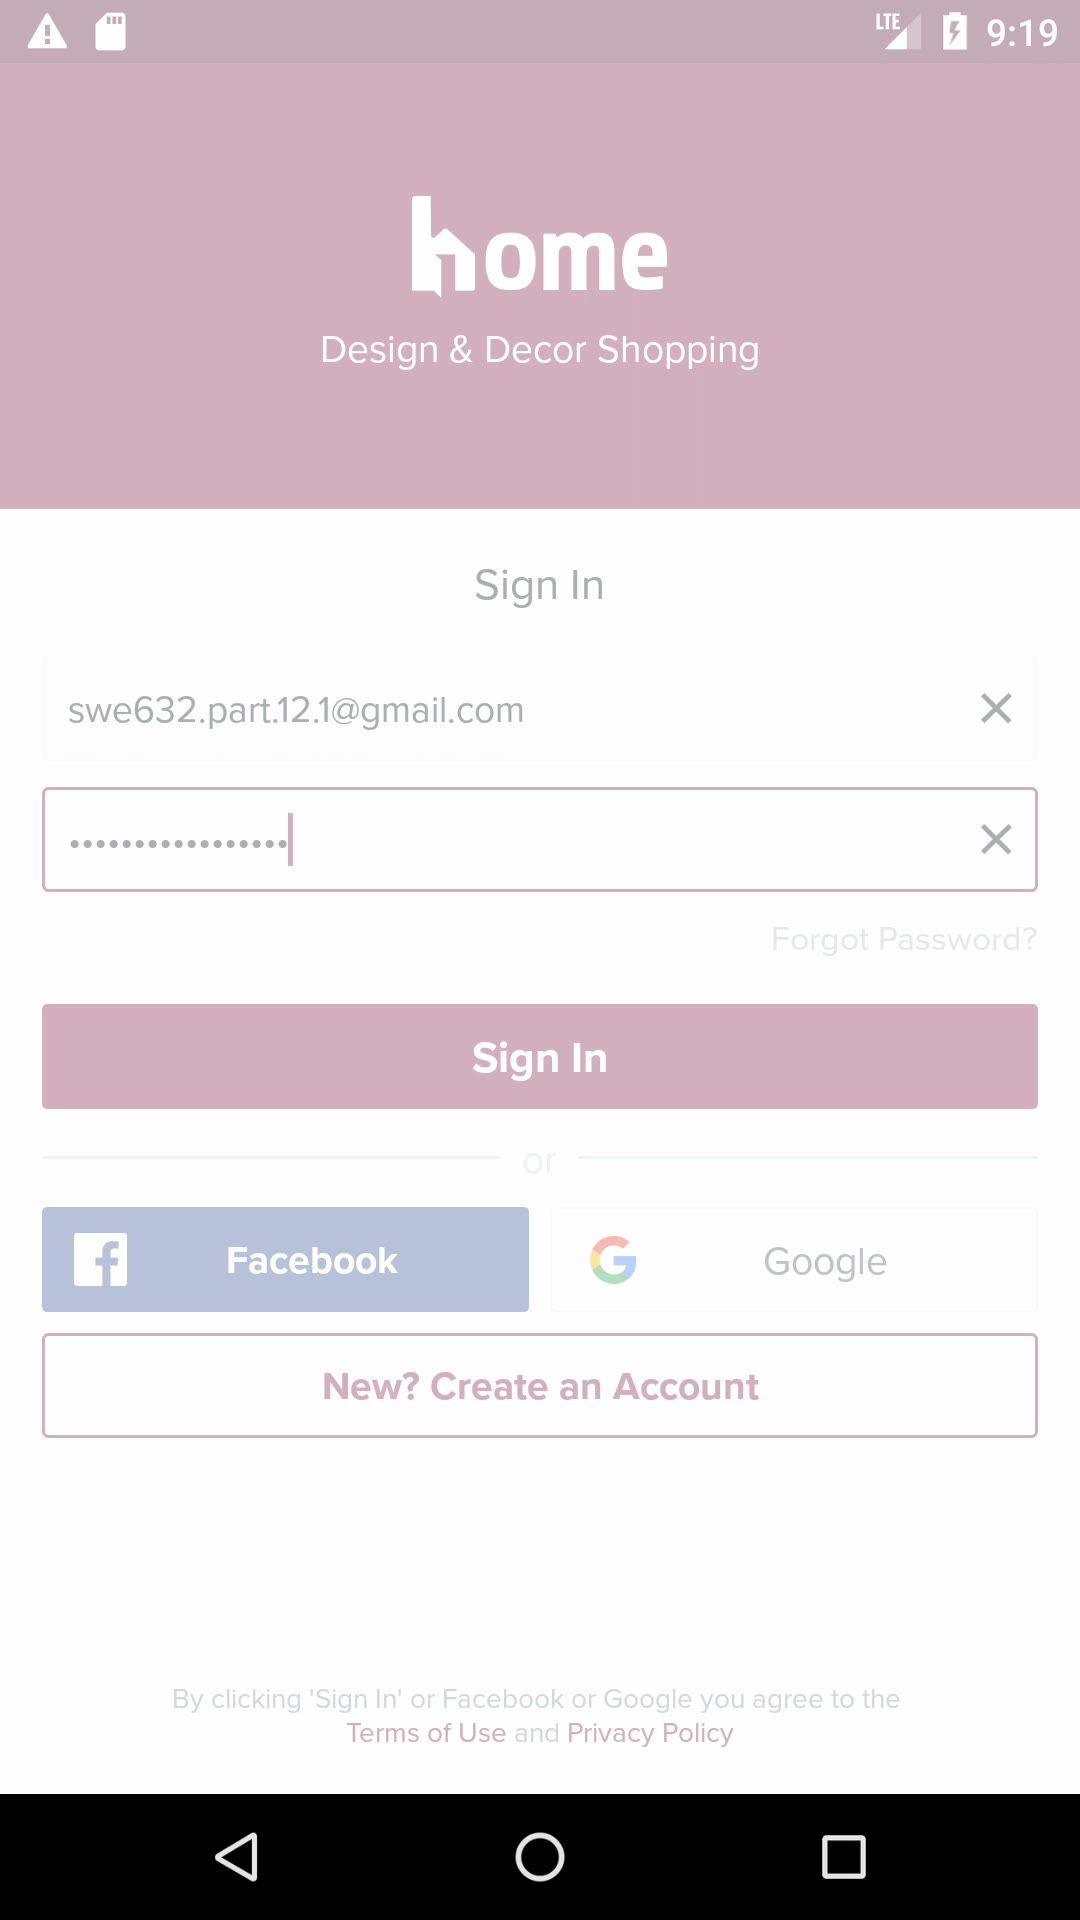 LTE 9:19
home
Design & Decor Shopping
Sign In
swe632.part.12.1@gmail.com
•••••••••••••••••
Forgot Password?
Sign In
or
Facebook
Google
New? Create an Account
By clicking 'Sign In' or Facebook or Google you agree to the
Terms of Use and Privacy Policy